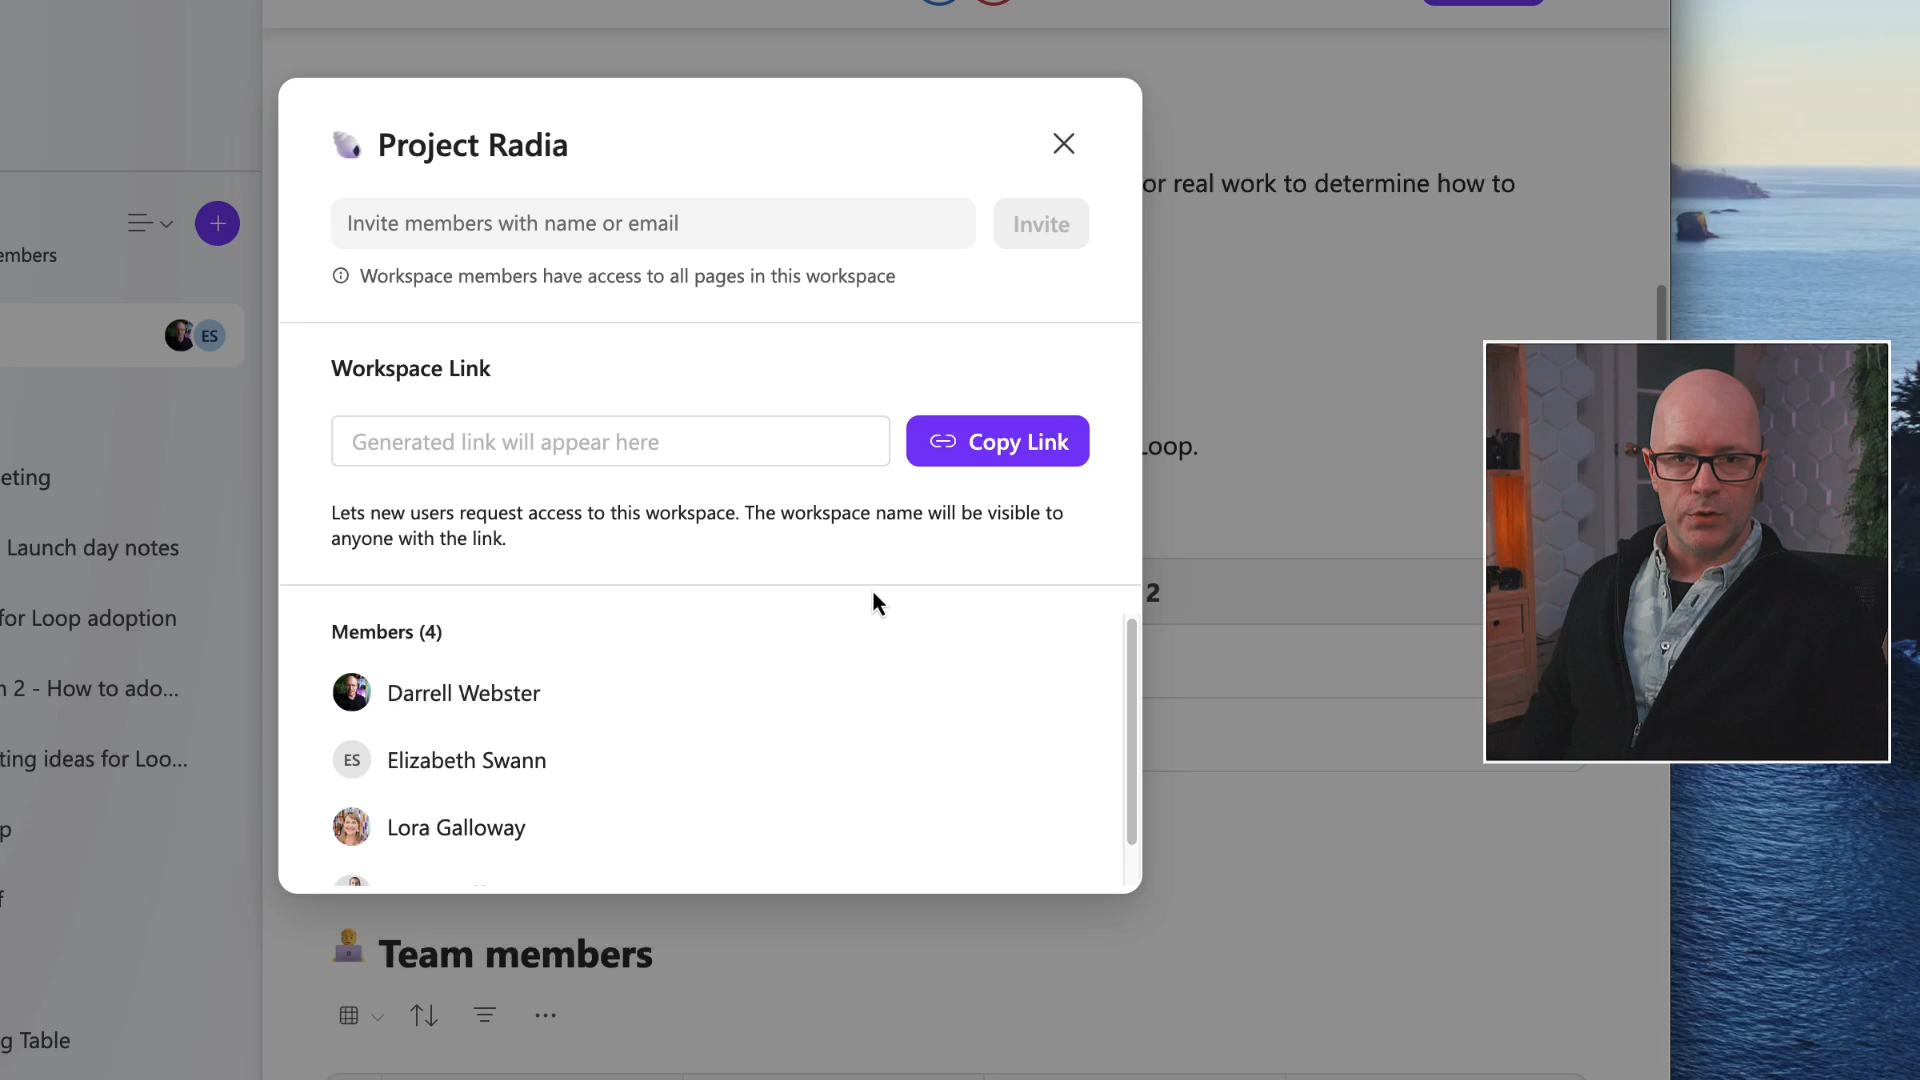 Project Radia
or real work to determine how to
Invite members with name or email
Invite
embers
Workspace members have access to all pages in this workspace
ES
Workspace Link
Generated link will appear here
Copy Link
Loop.
eting
Lets new users request access to this workspace. The workspace name will be visible to
anyone with the link.
Launch day notes
2
for Loop adoption
Members (4)
n 2 - How to ado...
Darrell Webster
ting ideas for Loo...
ES
Elizabeth Swann
p
Lora Galloway
f
Team members
g Table